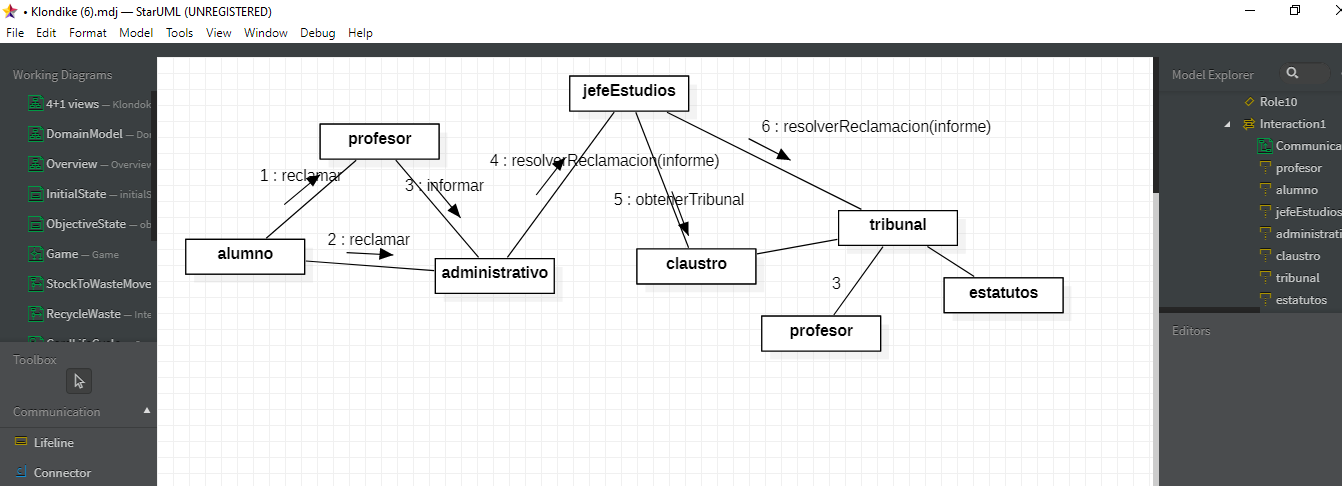 • Klondike (6).mdj — StarUML (UNREGISTERED)
File Edit Format Model Tools View Window Debug Help
Working Diagrams
4+1 views — Klondok
DomainModel — Doi
Overview — Overview
InitialState — initialS
ObjectiveState — ob
Game — Game
StockToWasteMove
RecycleWaste — Inte
Toolbox
Communication
Lifeline
Connector
jefeEstudios
profesor
6 : resolverReclamacion(informe)
4 : resolverReclamacion(informe)
1 : reclamar
3 : informar
5 : obtenerTribunal
tribunal
2 : reclamar
alumno
administrativo
claustro
3
estatutos
profesor
Model Explorer
Role10
Interaction1
Communica
profesor
alumno
jefeEstudios
administrati
claustro
tribunal
estatutos
Editors